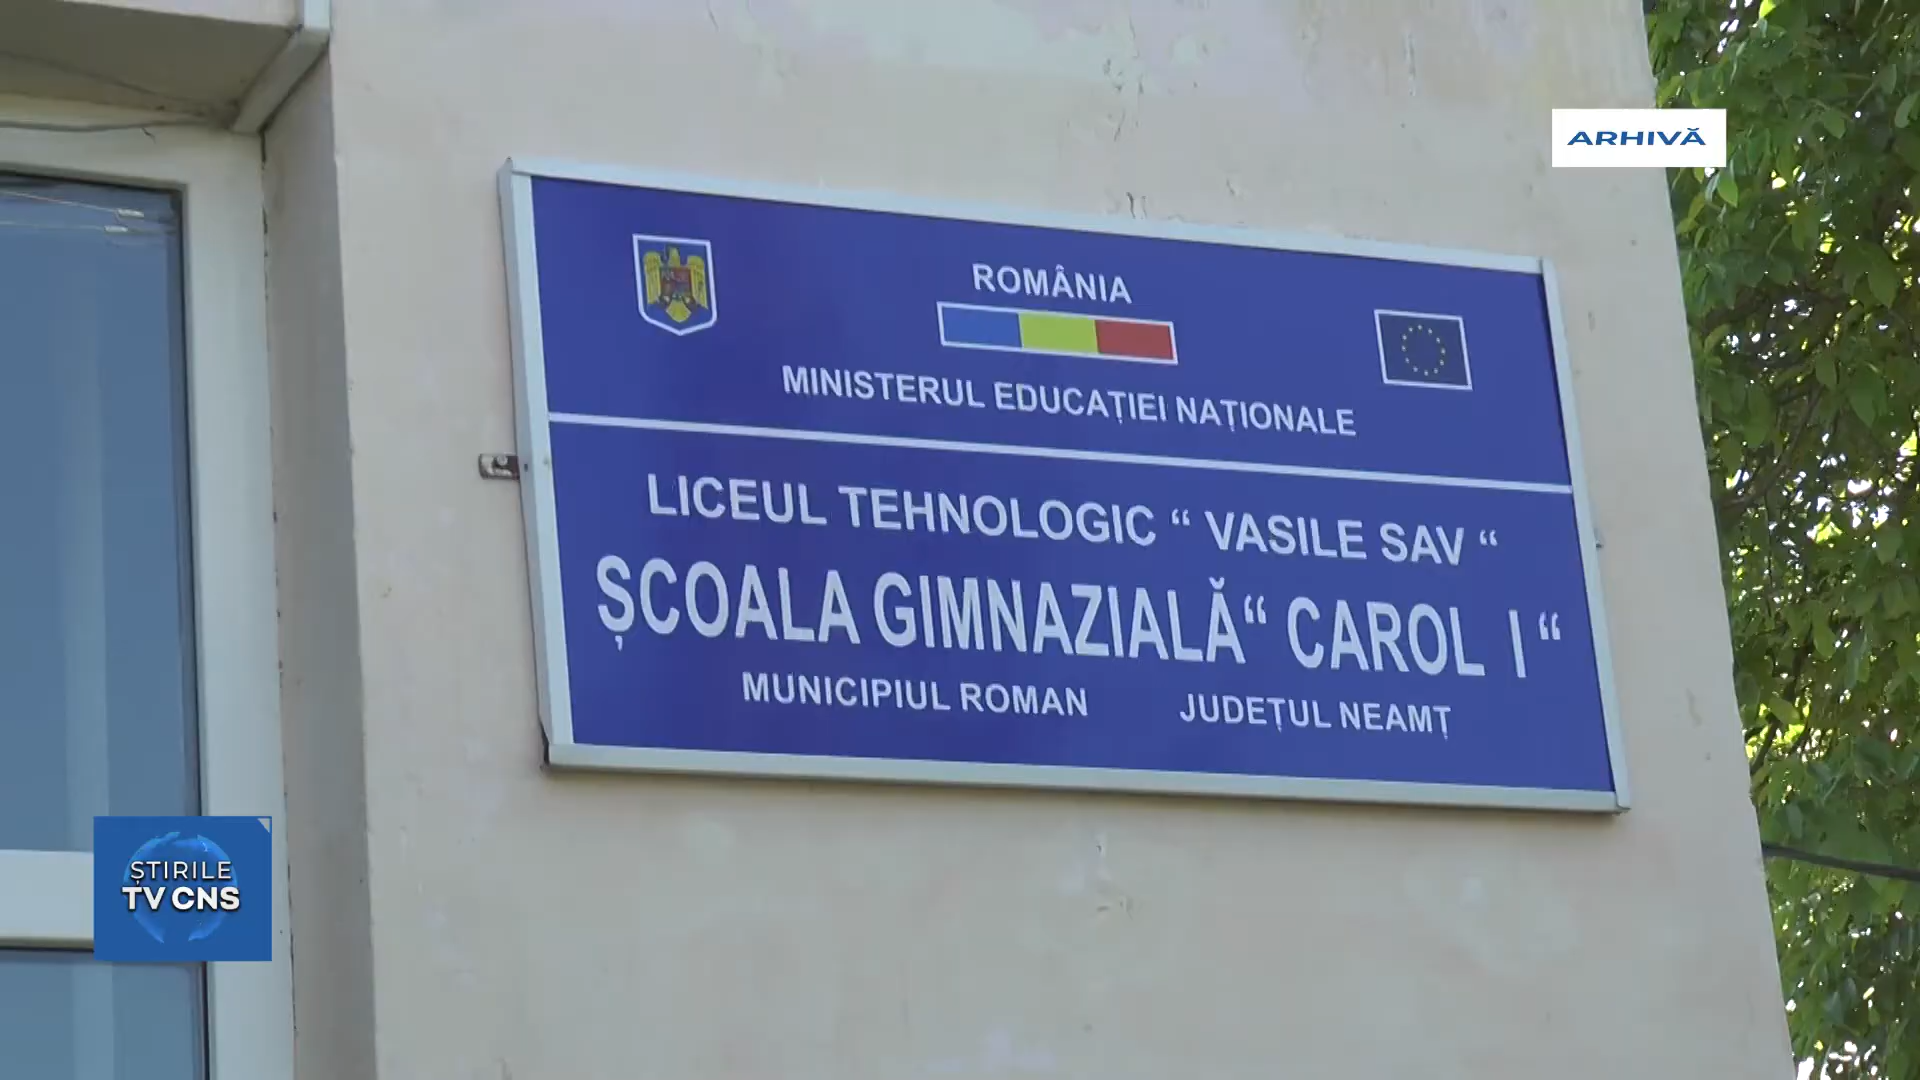 ARHIVĂ
ROMÂNIA
MINISTERUL EDUCAȚIEI NAȚIONALE
LICEUL TEHNOLOGIC “ VASILE SAV “
ȘCOALA GIMNAZIALĂ“ CAROL I “
MUNICIPIUL ROMAN JUDEȚUL NEAMȚ
ȘTIRILE
TV CNS